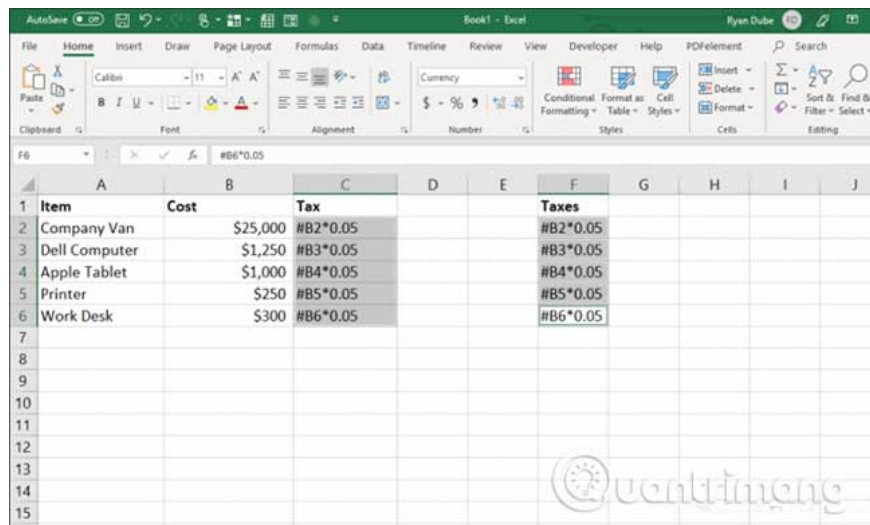 AutoSave Off Book1 - Excel Ryan Dube RD
File Home Insert Draw Page Layout Formulas Data Timeline Review View Developer Help PDFelement Search
Paste
Calibri 11
B I U
Currency
$ %
Conditional Formatting
Format as Table
Cell Styles
Insert
Delete
Format
Sort & Filter
Find & Select
Clipboard Font Alignment Number Styles Cells Editing
F6 fx #B6*0.05
A B C D E F G H I J
1 Item Cost Tax Taxes
2 Company Van $25,000 #B2*0.05 #B2*0.05
3 Dell Computer $1,250 #B3*0.05 #B3*0.05
4 Apple Tablet $1,000 #B4*0.05 #B4*0.05
5 Printer $250 #B5*0.05 #B5*0.05
6 Work Desk $300 #B6*0.05 #B6*0.05
7
8
9
10
11
12
13
14
15
Quantrimang